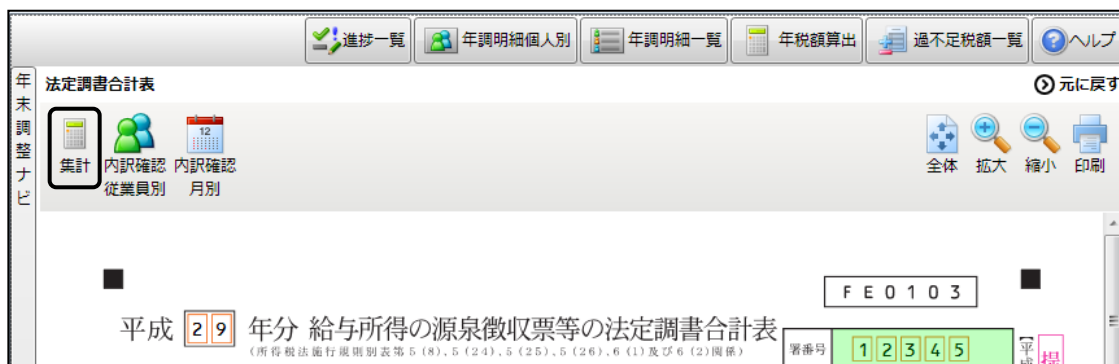 進捗一覧 年調明細個人別 年調明細一覧 年税額算出 過不足税額一覧 ヘルプ
年末調整ナビ
法定調書合計表 元に戻す
集計 内訳確認従業員別 12 内訳確認月別 全体 拡大 縮小 印刷
FE0103
平成 29 年分 給与所得の源泉徴収票等の法定調書合計表
(所得税法施行規則別表第5(8),5(24),5(25),5(26),6(1)及び6(2)関係)
署番号 12345
【平成
提